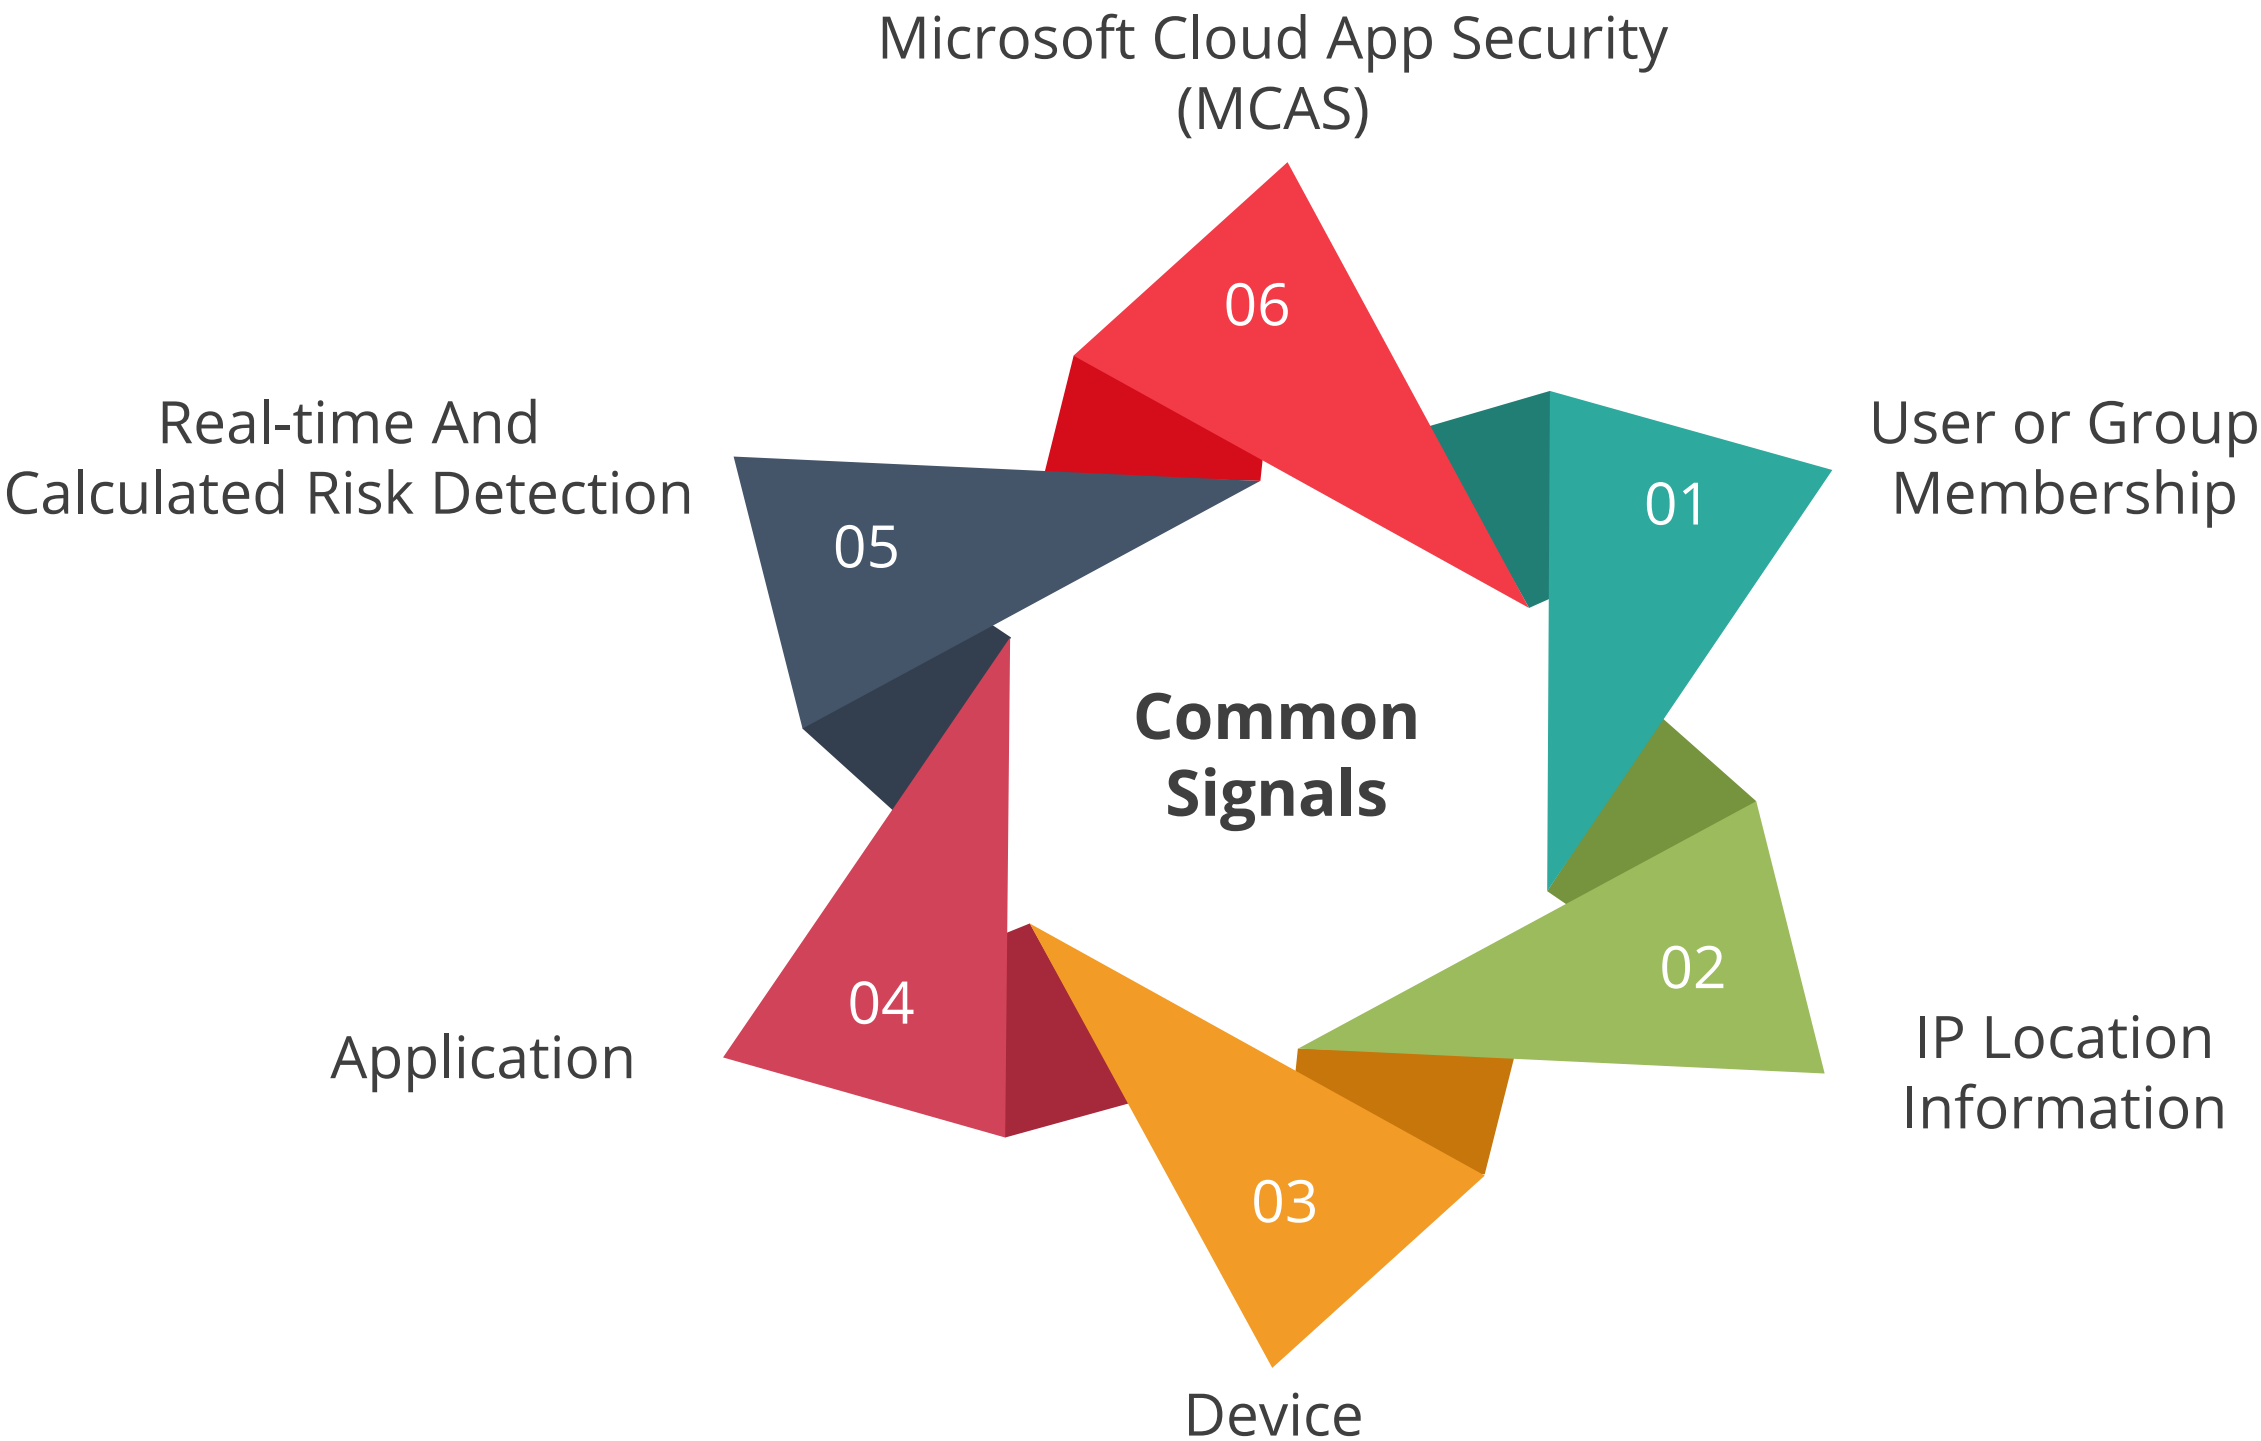 Microsoft Cloud App Security
(MCAS)
06
Real-time And
Calculated Risk Detection
05
User or Group
Membership
01
Common
Signals
04
Application
02
IP Location
Information
03
Device